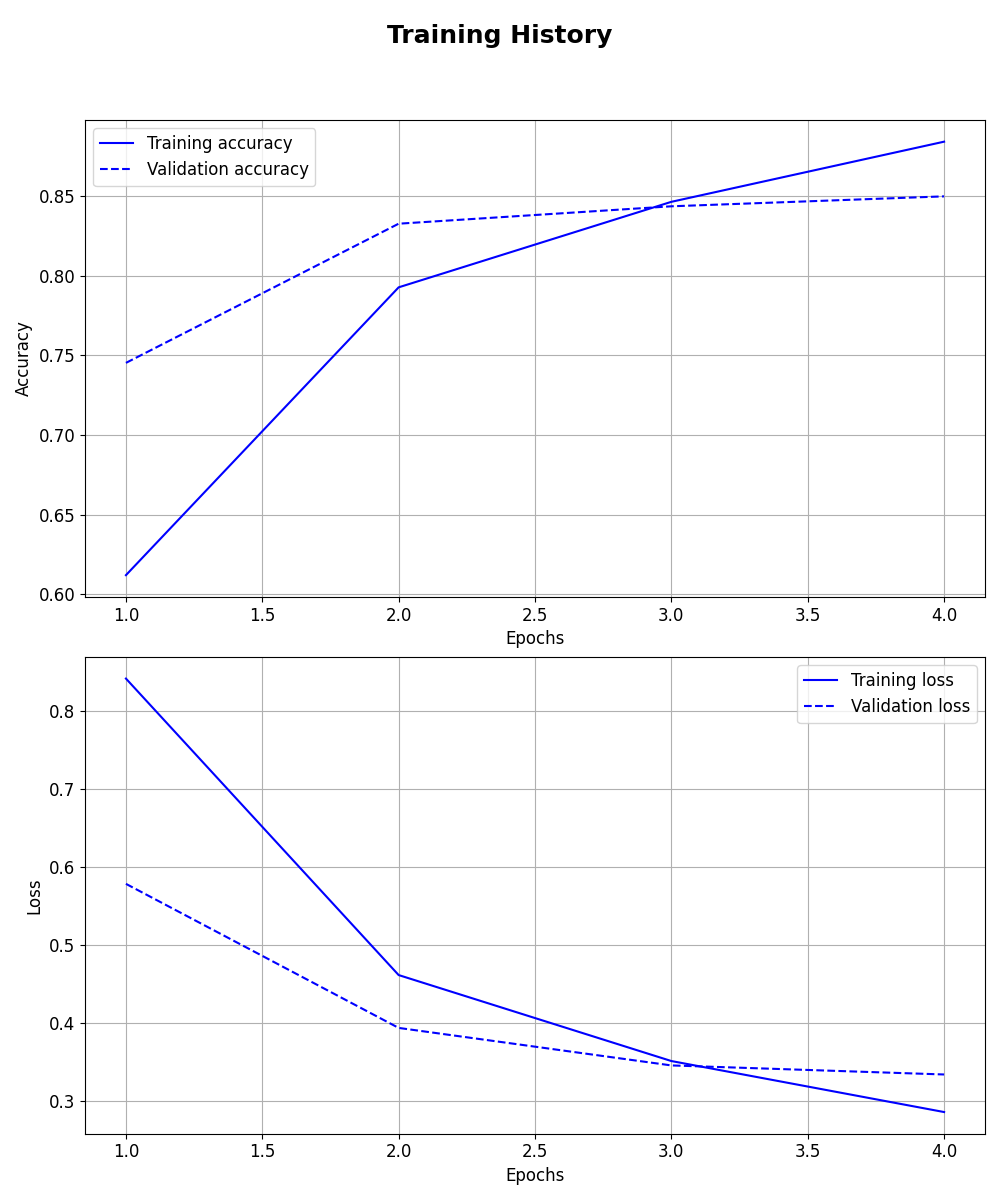 Training History
Training accuracy
Validation accuracy
0.85
0.80
0.75
0.70
0.65
0.60
Accuracy
1.0 1.5 2.0 2.5 3.0 3.5 4.0
Epochs
Training loss
Validation loss
0.8
0.7
0.6
0.5
0.4
0.3
Loss
1.0 1.5 2.0 2.5 3.0 3.5 4.0
Epochs